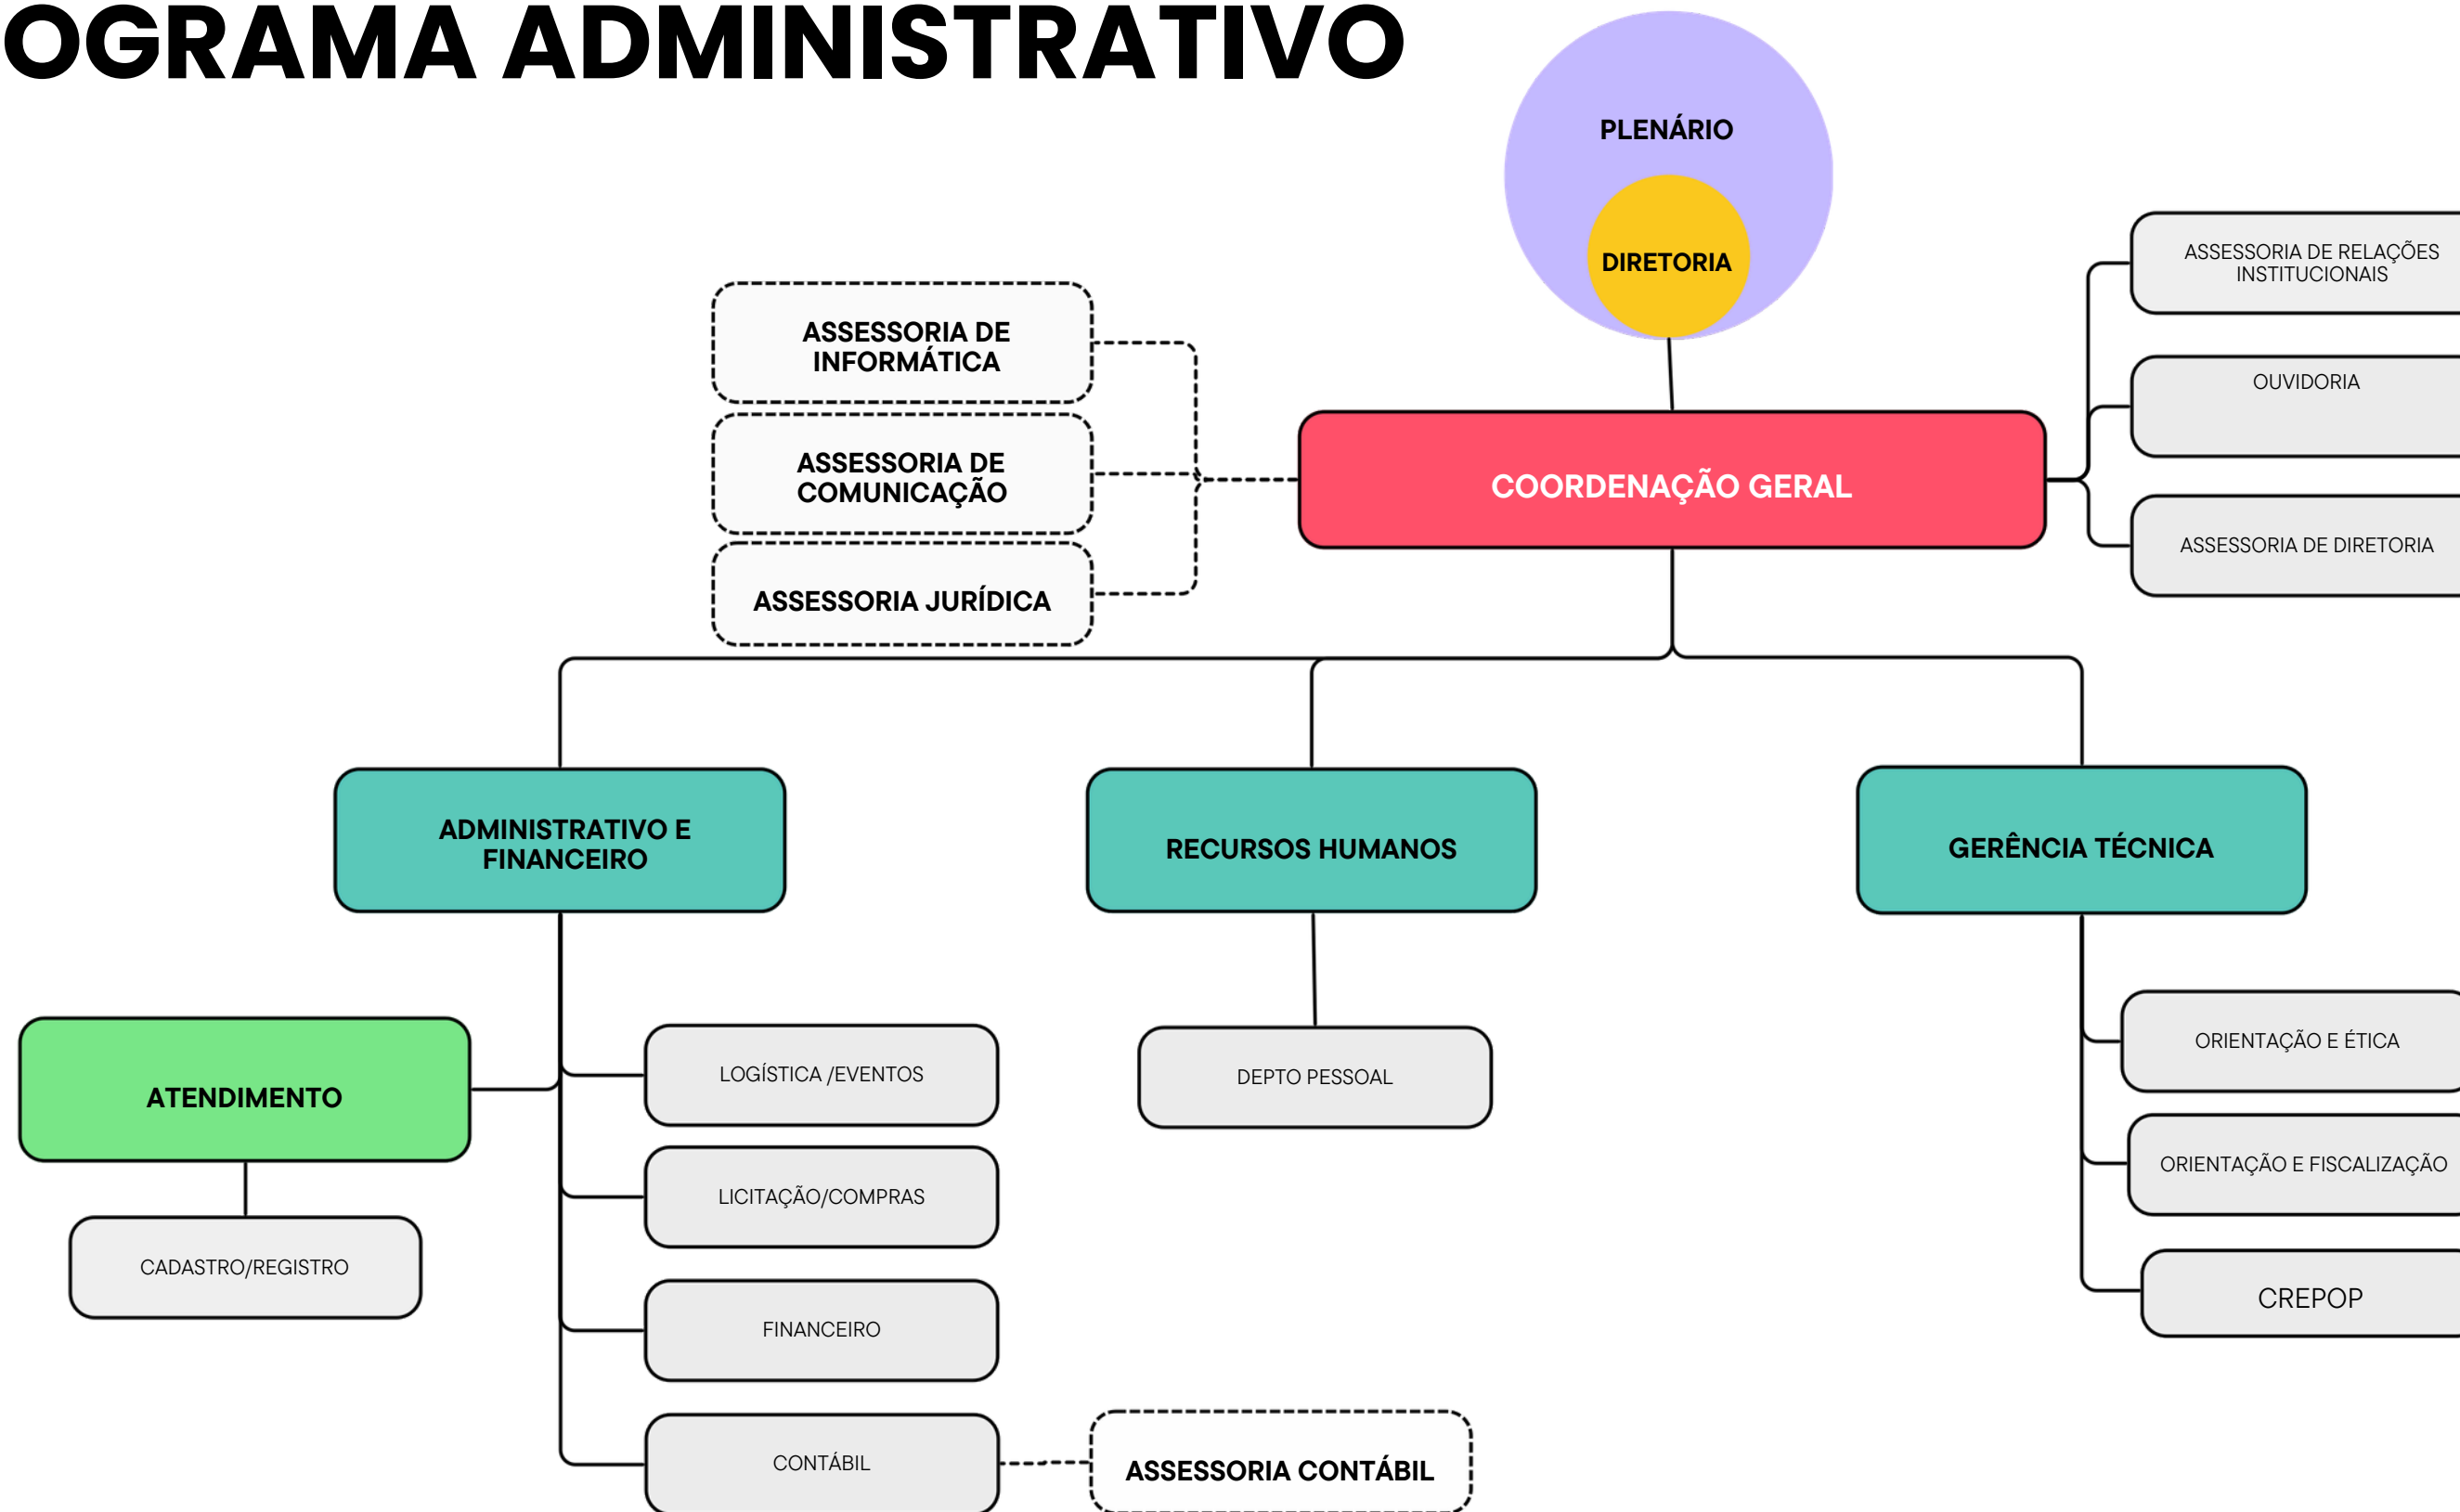 OGRAMA ADMINISTRATIVO
PLENÁRIO
DIRETORIA
ASSESSORIA DE RELAÇÕES
INSTITUCIONAIS
OUVIDORIA
ASSESSORIA DE DIRETORIA
ASSESSORIA DE
INFORMÁTICA
ASSESSORIA DE
COMUNICAÇÃO
ASSESSORIA JURÍDICA
COORDENAÇÃO GERAL
ADMINISTRATIVO E
FINANCEIRO
RECURSOS HUMANOS
GERÊNCIA TÉCNICA
ATENDIMENTO
CADASTRO/REGISTRO
LOGÍSTICA /EVENTOS
LICITAÇÃO/COMPRAS
FINANCEIRO
CONTÁBIL
ASSESSORIA CONTÁBIL
DEPTO PESSOAL
ORIENTAÇÃO E ÉTICA
ORIENTAÇÃO E FISCALIZAÇÃO
CREPOP